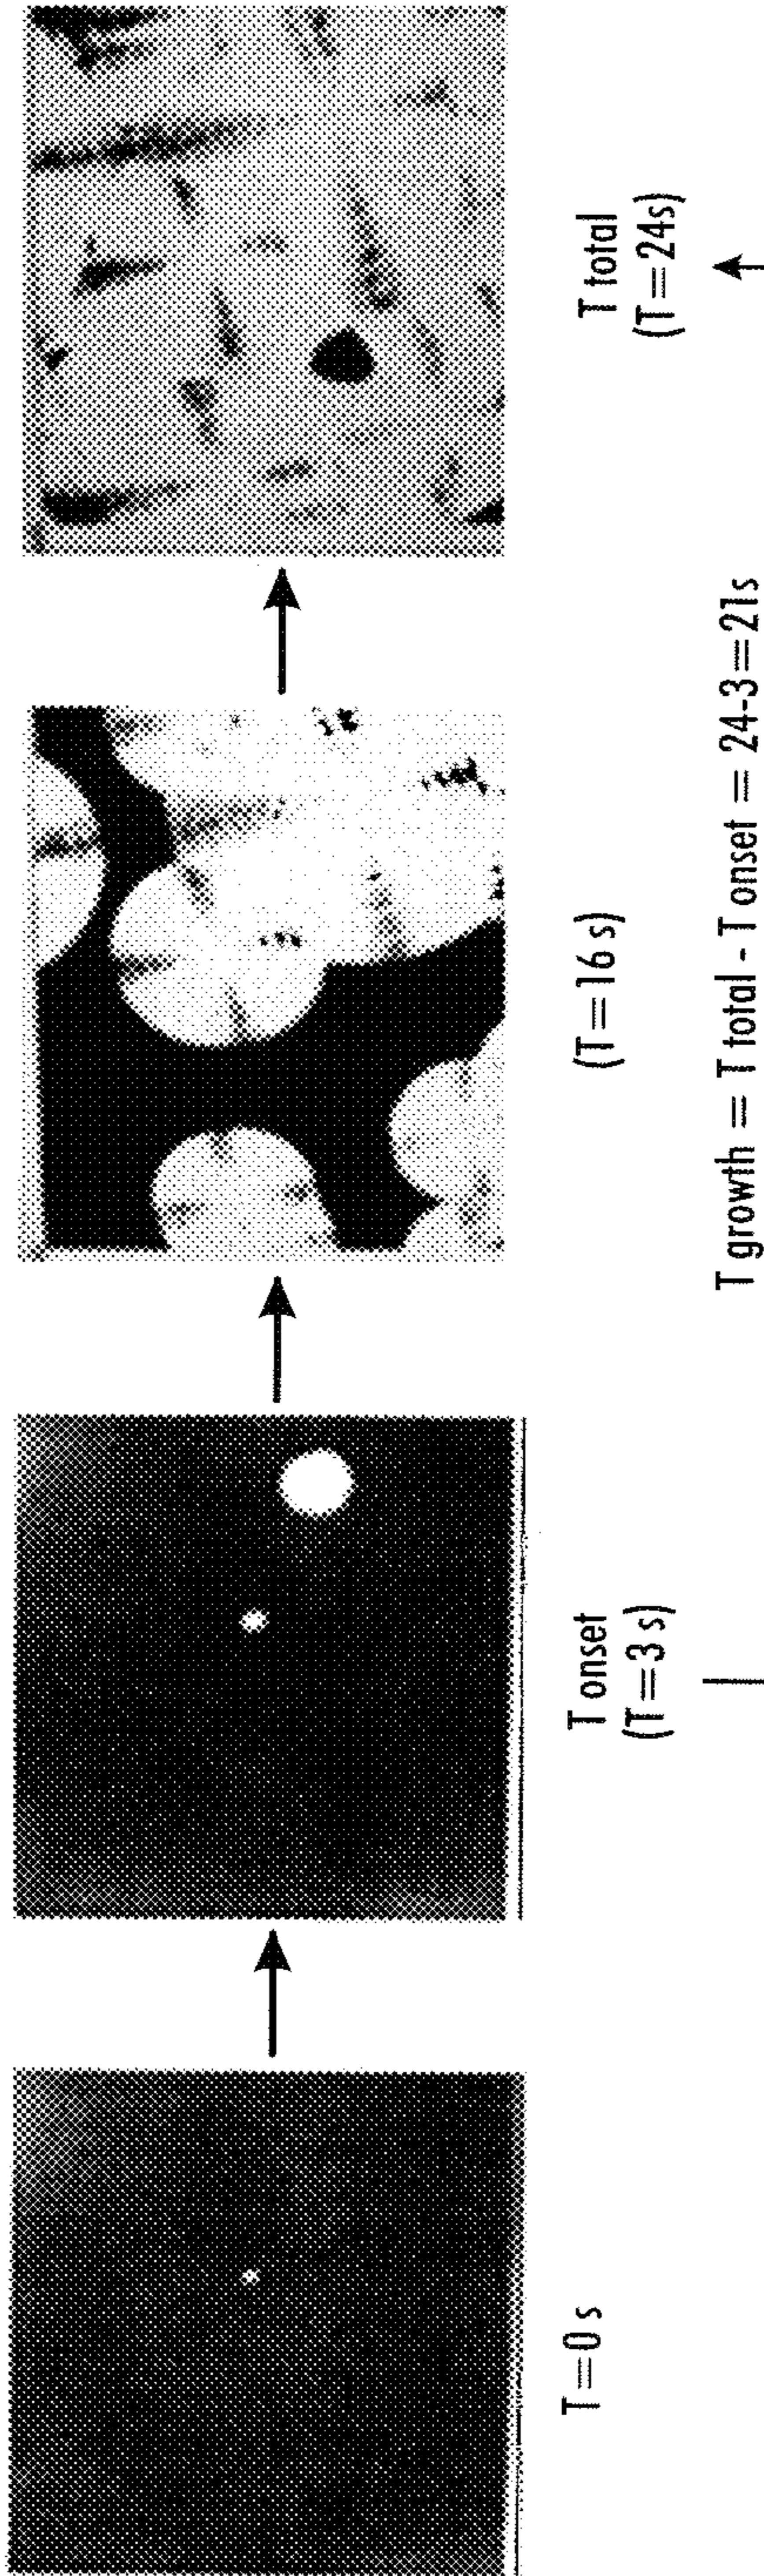 T=0 s
T onset
(T=3 s)
(T=16 s)
T total
(T=24s)
T growth = T total - T onset = 24-3=21s